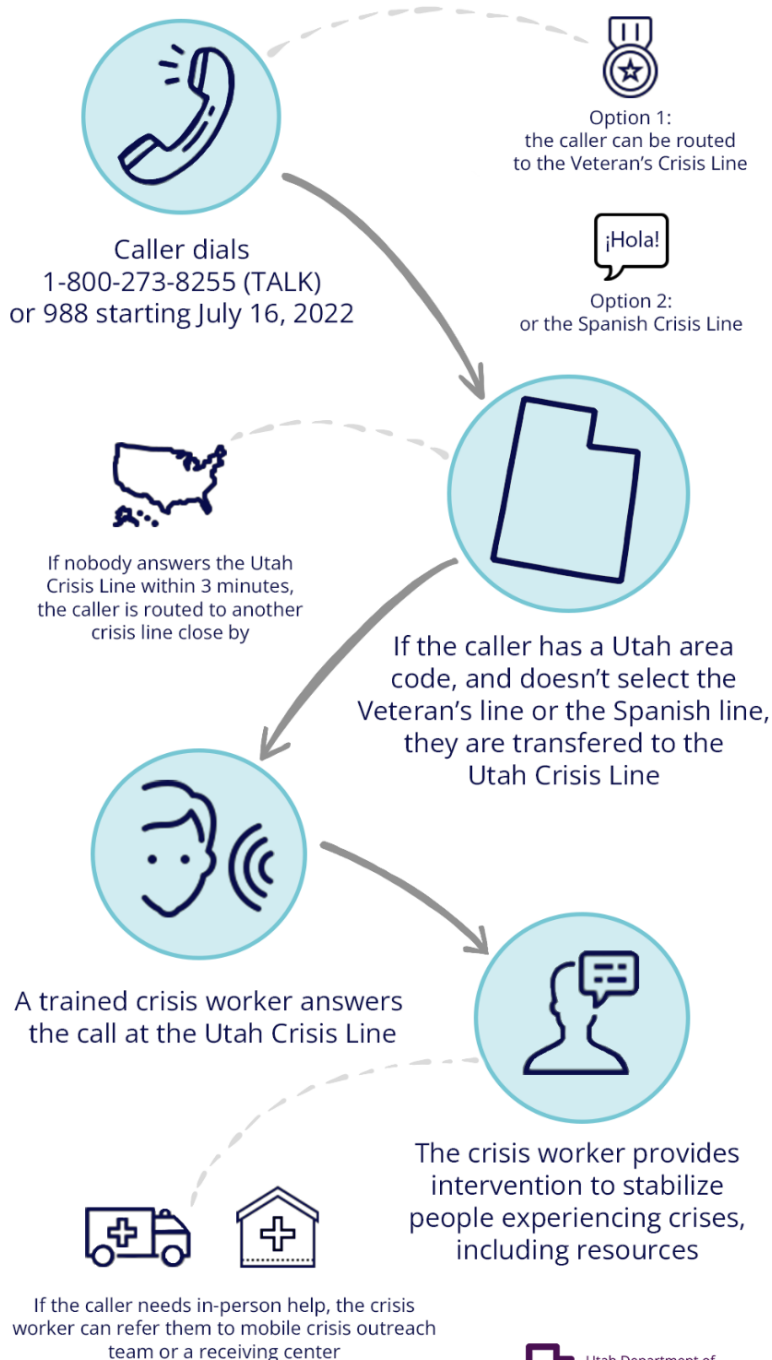 Option 1:
the caller can be routed
to the Veteran's Crisis Line
Caller dials
1-800-273-8255 (TALK)
or 988 starting July 16, 2022
¡Hola!
Option 2:
or the Spanish Crisis Line
If nobody answers the Utah
Crisis Line within 3 minutes,
the caller is routed to another
crisis line close by
If the caller has a Utah area
code, and doesn’t select the
Veteran’s line or the Spanish line,
they are transfered to the
Utah Crisis Line
A trained crisis worker answers
the call at the Utah Crisis Line
The crisis worker provides
intervention to stabilize
people experiencing crises,
including resources
If the caller needs in-person help, the crisis
worker can refer them to mobile crisis outreach
team or a receiving center
Utah Department of